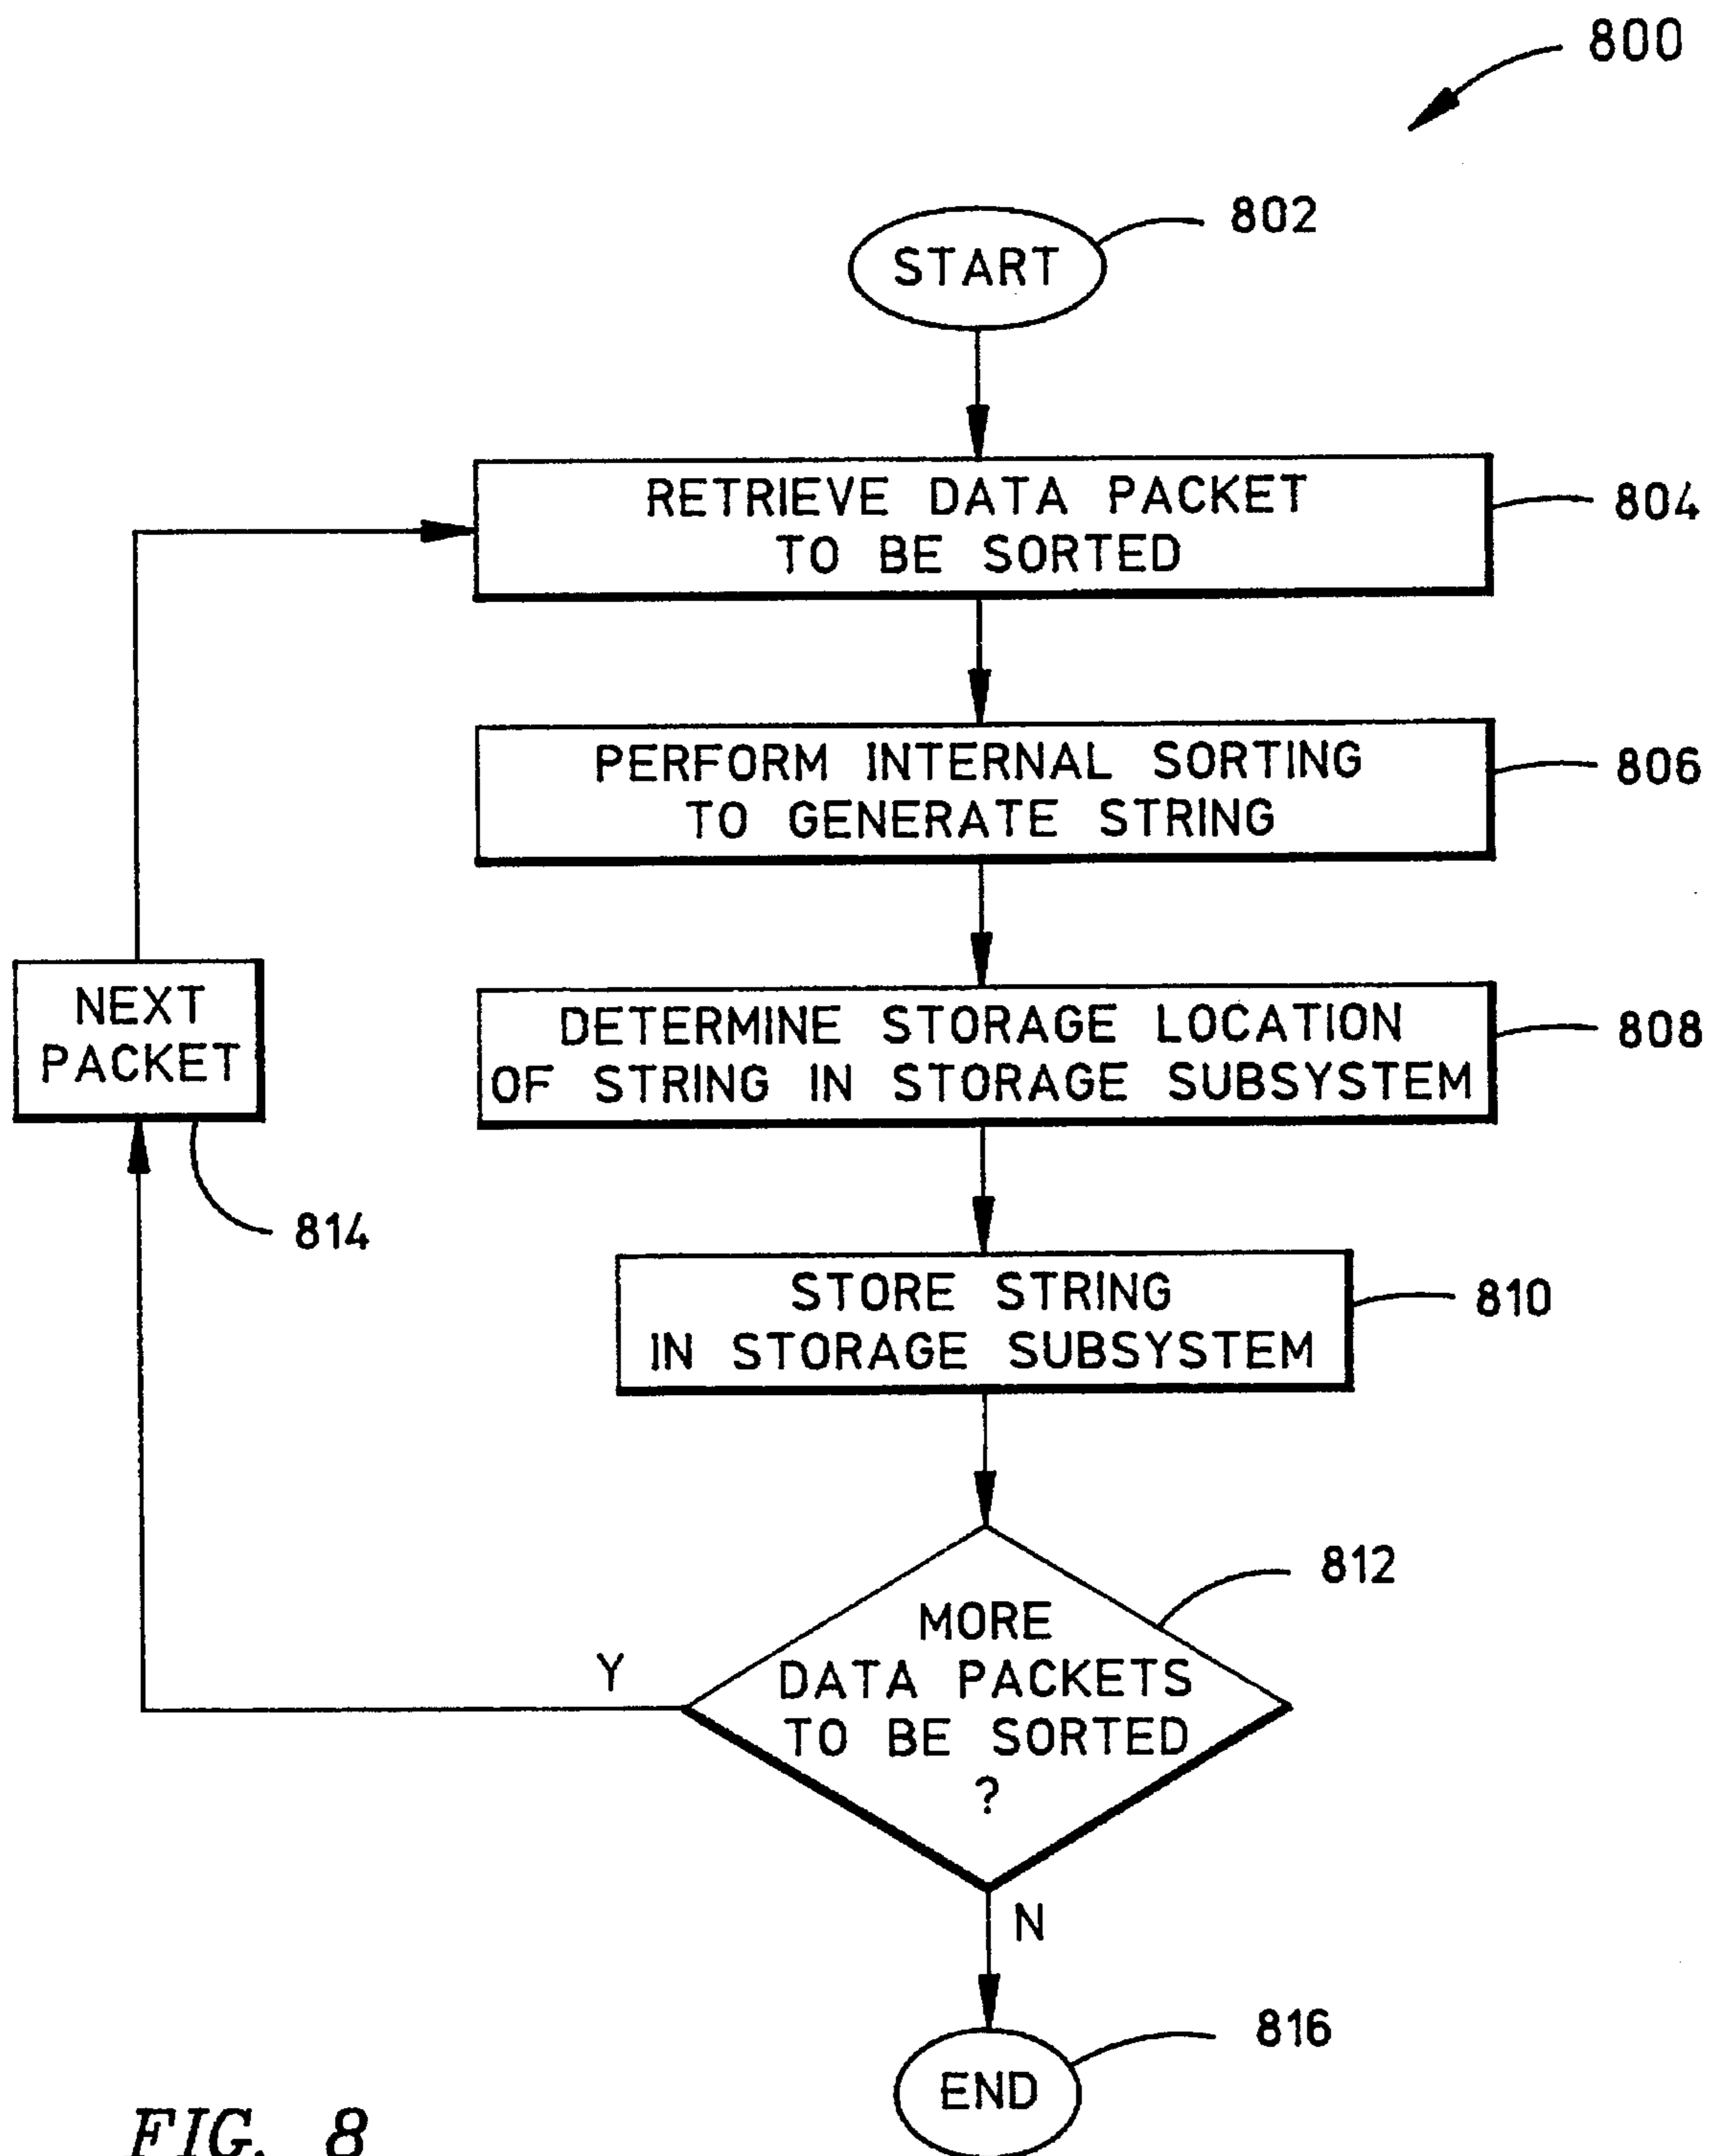 800
802
START
RETRIEVE DATA PACKET
TO BE SORTED
804
PERFORM INTERNAL SORTING
TO GENERATE STRING
806
NEXT
PACKET
814
DETERMINE STORAGE LOCATION
OF STRING IN STORAGE SUBSYSTEM
808
STORE STRING
IN STORAGE SUBSYSTEM
810
812
MORE
DATA PACKETS
TO BE SORTED
?
Y
N
816
END
FIG. 8